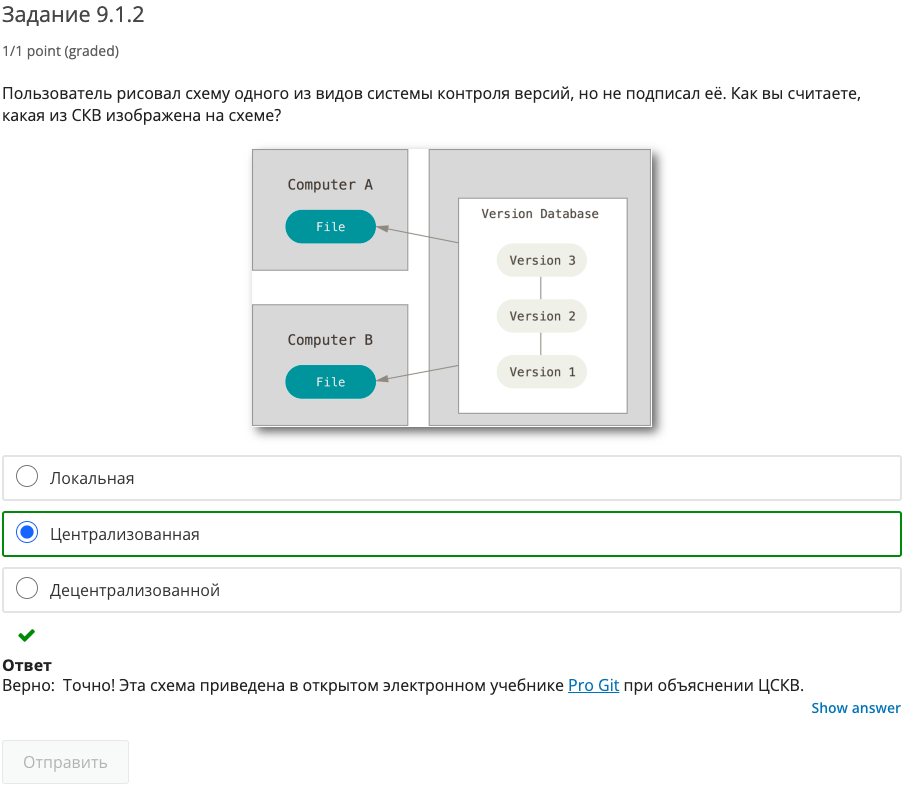 Задание 9.1.2
1/1 point (graded)
Пользователь рисовал схему одного из видов системы контроля версий, но не подписал её. Как вы считаете,
какая из СКВ изображена на схеме?
Computer A
File
Computer B
File
Version Database
Version 3
Version 2
Version 1
Локальная
Централизованная
Децентрализованной
Ответ
Верно: Точно! Эта схема приведена в открытом электронном учебнике Pro Git при объяснении ЦСКВ.
Show answer
Отправить